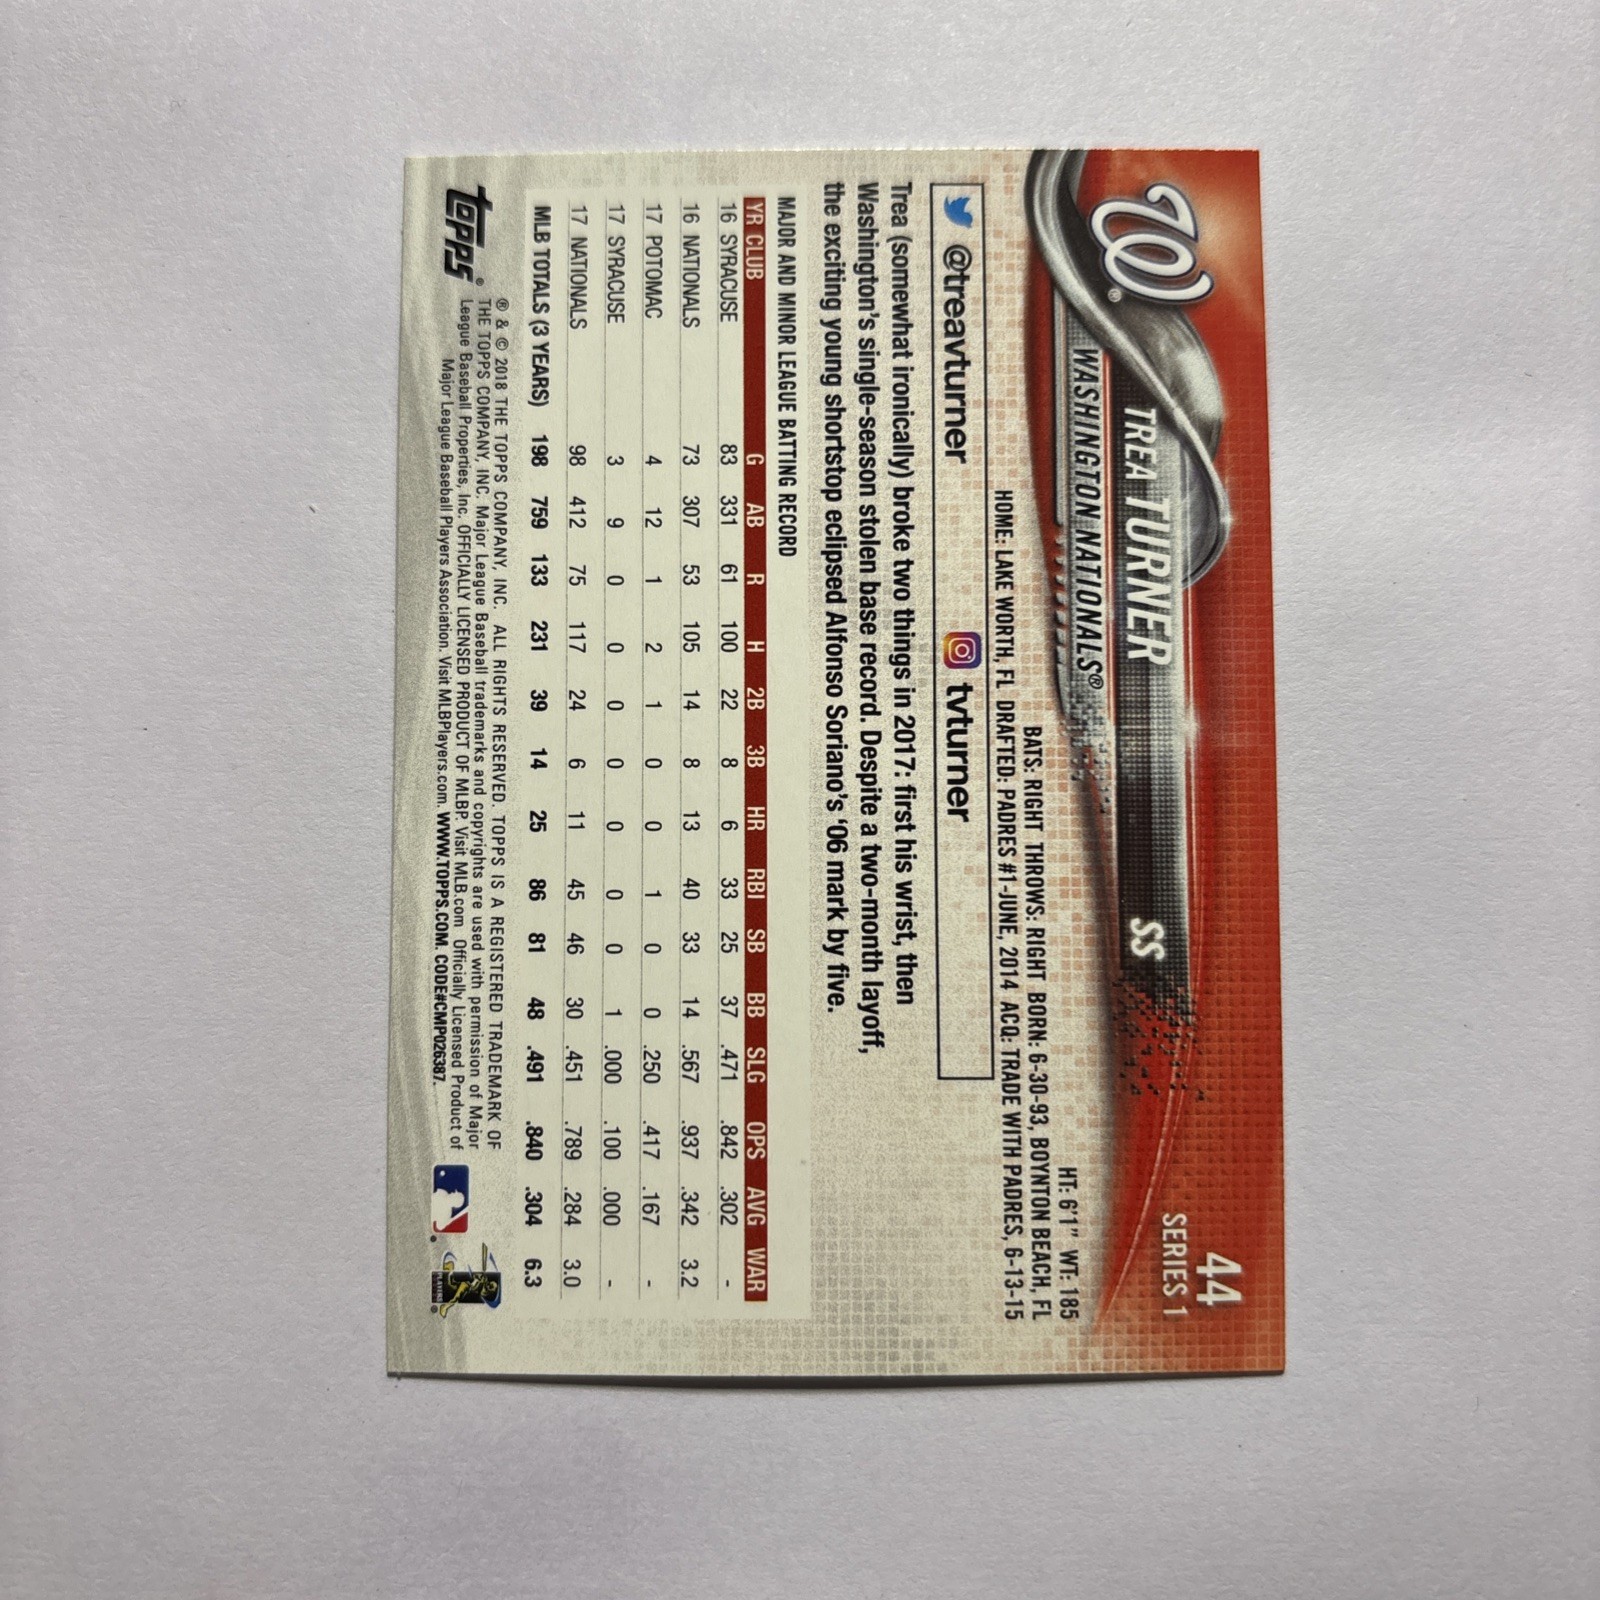 44
SERIES 1
W®
TREA TURNER SS
WASHINGTON NATIONALS®
HT: 6'1" WT: 185
BATS: RIGHT THROWS: RIGHT BORN: 6-30-93, BOYNTON BEACH, FL
HOME: LAKE WORTH, FL DRAFTED: PADRES #1-JUNE, 2014 ACQ: TRADE WITH PADRES, 6-13-15
@treavturner tvturner
Trea (somewhat ironically) broke two things in 2017: first his wrist, then
Washington's single-season stolen base record. Despite a two-month layoff,
the exciting young shortstop eclipsed Alfonso Soriano's '06 mark by five.
MAJOR AND MINOR LEAGUE BATTING RECORD
YR CLUB G AB R H 2B 3B HR RBI SB BB SLG OPS AVG WAR
16 SYRACUSE 83 331 61 100 22 8 6 33 25 37 .471 .842 .302 -
16 NATIONALS 73 307 53 105 14 8 13 40 33 14 .567 .937 .342 3.2
17 POTOMAC 4 12 1 2 1 0 0 1 0 0 .250 .417 .167 -
17 SYRACUSE 3 9 0 0 0 0 0 0 0 1 .000 .100 .000 -
17 NATIONALS 98 412 75 117 24 6 11 45 46 30 .451 .789 .284 3.0
MLB TOTALS (3 YEARS) 198 759 133 231 39 14 25 86 81 48 .491 .840 .304 6.3
topps®
® & © 2018 THE TOPPS COMPANY, INC. ALL RIGHTS RESERVED. TOPPS IS A REGISTERED TRADEMARK OF
THE TOPPS COMPANY, INC. Major League Baseball trademarks and copyrights are used with permission of Major
League Baseball Properties, Inc. OFFICIALLY LICENSED PRODUCT OF MLBP. Visit MLB.com Officially Licensed Product of
Major League Baseball Players Association. Visit MLBPlayers.com. WWW.TOPPS.COM. CODE#CMP026387.
PLAYERS